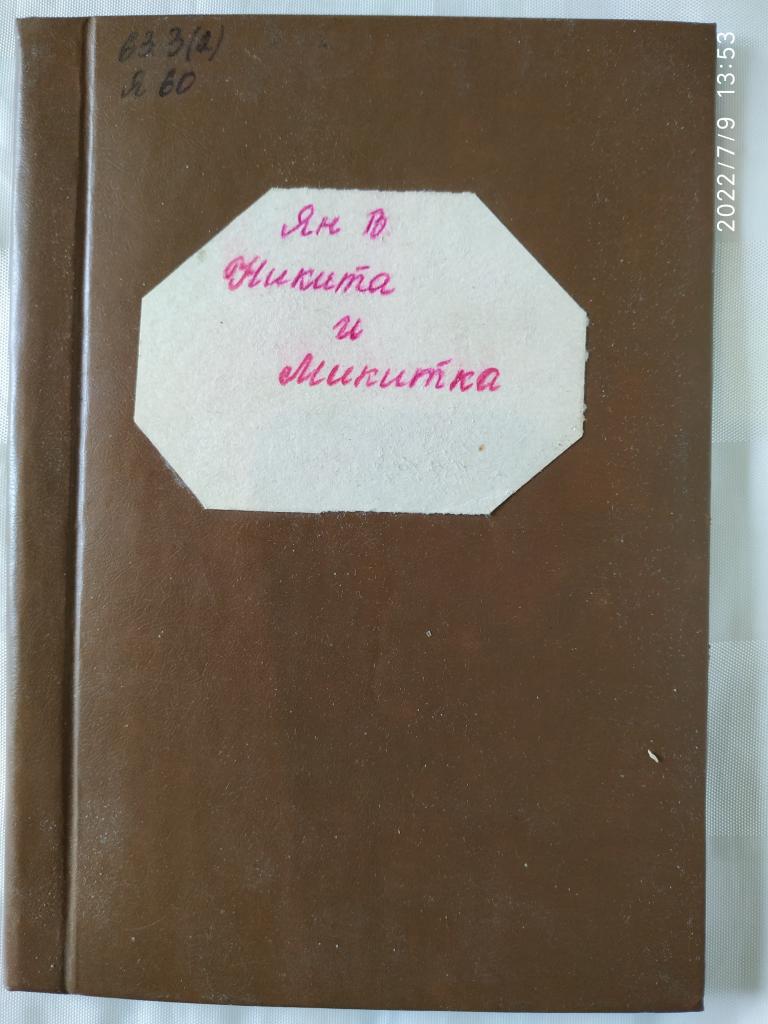 63.3(2)
Я 60
Ян В.
Никита
и
Микитка
2022/7/9 13:53